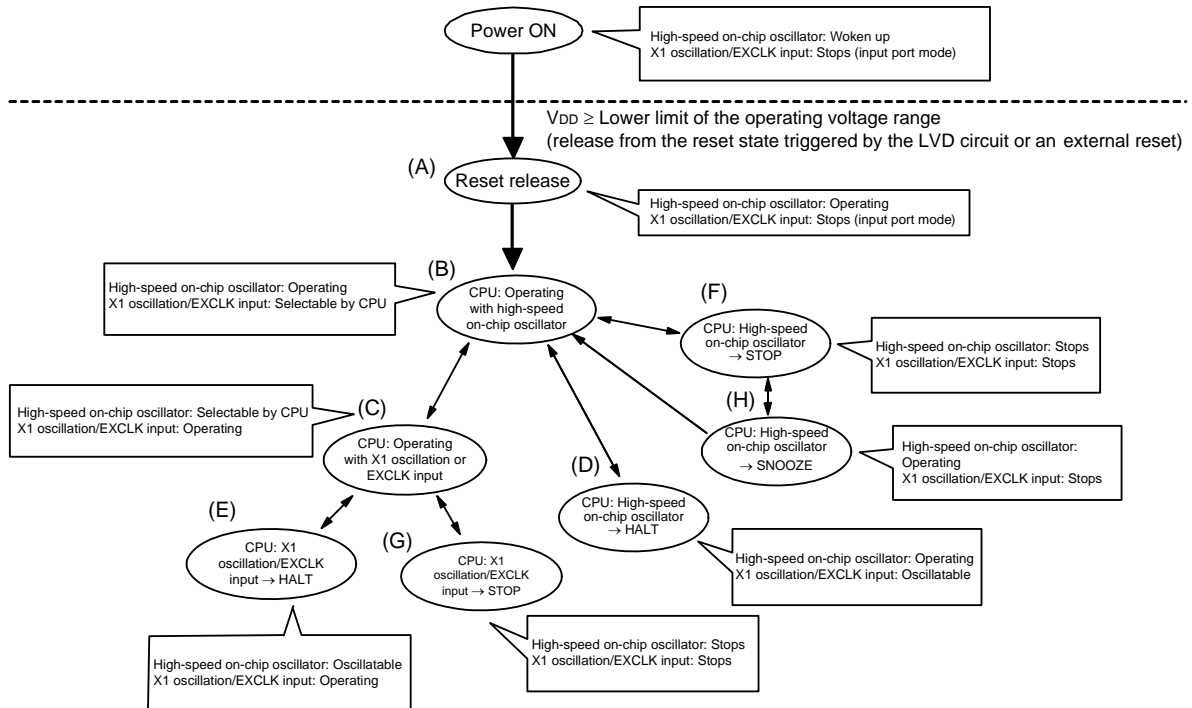 Power ON
High-speed on-chip oscillator: Woken up
X1 oscillation/EXCLK input: Stops (input port mode)
VDD ≥ Lower limit of the operating voltage range
(release from the reset state triggered by the LVD circuit or an external reset)
(A)
Reset release
High-speed on-chip oscillator: Operating
X1 oscillation/EXCLK input: Stops (input port mode)
(B)
High-speed on-chip oscillator: Operating
X1 oscillation/EXCLK input: Selectable by CPU
CPU: Operating
with high-speed
on-chip oscillator
(F)
CPU: High-speed
on-chip oscillator
→ STOP
High-speed on-chip oscillator: Stops
X1 oscillation/EXCLK input: Stops
High-speed on-chip oscillator: Selectable by CPU
X1 oscillation/EXCLK input: Operating
(C)
CPU: Operating
with X1 oscillation or
EXCLK input
(H)
CPU: High-speed
on-chip oscillator
→ SNOOZE
High-speed on-chip oscillator:
Operating
X1 oscillation/EXCLK input: Stops
(D)
CPU: High-speed
on-chip oscillator
→ HALT
High-speed on-chip oscillator: Operating
X1 oscillation/EXCLK input: Oscillatable
(E)
CPU: X1
oscillation/EXCLK
input → HALT
(G)
CPU: X1
oscillation/EXCLK
input → STOP
High-speed on-chip oscillator: Stops
X1 oscillation/EXCLK input: Stops
High-speed on-chip oscillator: Oscillatable
X1 oscillation/EXCLK input: Operating